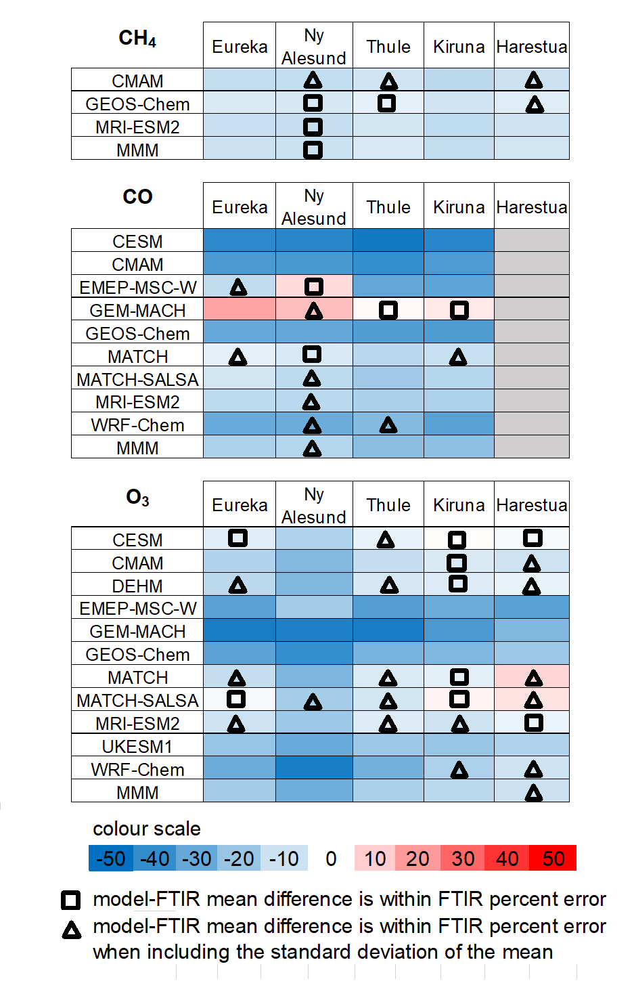 CH₄ Eureka Ny Alesund Thule Kiruna Harestua
CMAM
GEOS-Chem
MRI-ESM2
MMM
CO Eureka Ny Alesund Thule Kiruna Harestua
CESM
CMAM
EMEP-MSC-W
GEM-MACH
GEOS-Chem
MATCH
MATCH-SALSA
MRI-ESM2
WRF-Chem
MMM
O₃ Eureka Ny Alesund Thule Kiruna Harestua
CESM
CMAM
DEHM
EMEP-MSC-W
GEM-MACH
GEOS-Chem
MATCH
MATCH-SALSA
MRI-ESM2
UKESM1
WRF-Chem
MMM
colour scale
-50 -40 -30 -20 -10 0 10 20 30 40 50
model-FTIR mean difference is within FTIR percent error
model-FTIR mean difference is within FTIR percent error
when including the standard deviation of the mean